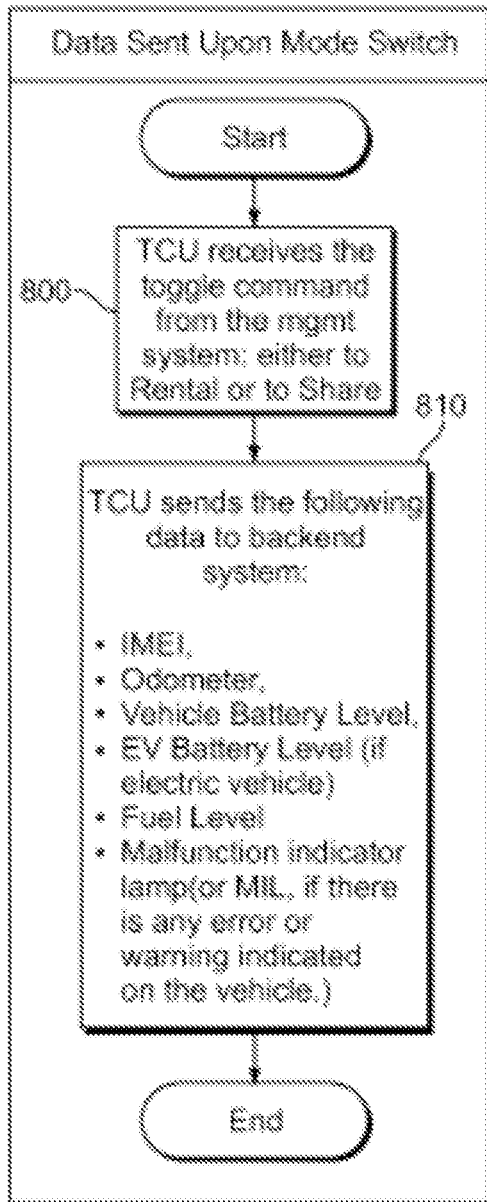 Data Sent Upon Mode Switch
Start
800
TCU receives the
toggle command
from the mgmt
system: either to
Rental or to Share
810
TCU sends the following
data to backend
system:
• IMEI,
• Odometer,
• Vehicle Battery Level,
• EV Battery Level (if
electric vehicle)
• Fuel Level
• Malfunction indicator
lamp(or MIL, if there
is any error or
warning indicated
on the vehicle.)
End